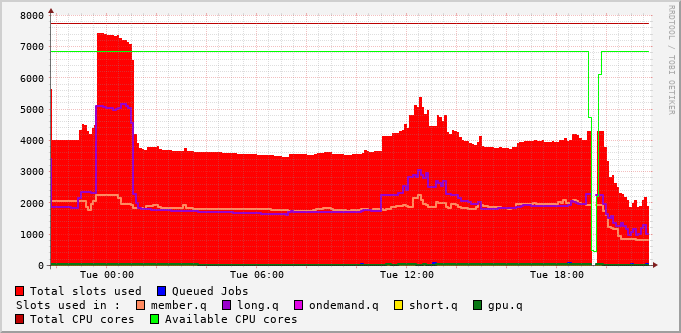 8000
7000
6000
5000
4000
3000
2000
1000
0
Tue 00:00 Tue 06:00 Tue 12:00 Tue 18:00
RRDTOOL / TOBI OETIKER
Total slots used Queued Jobs
Slots used in : member.q long.q ondemand.q short.q gpu.q
Total CPU cores Available CPU cores